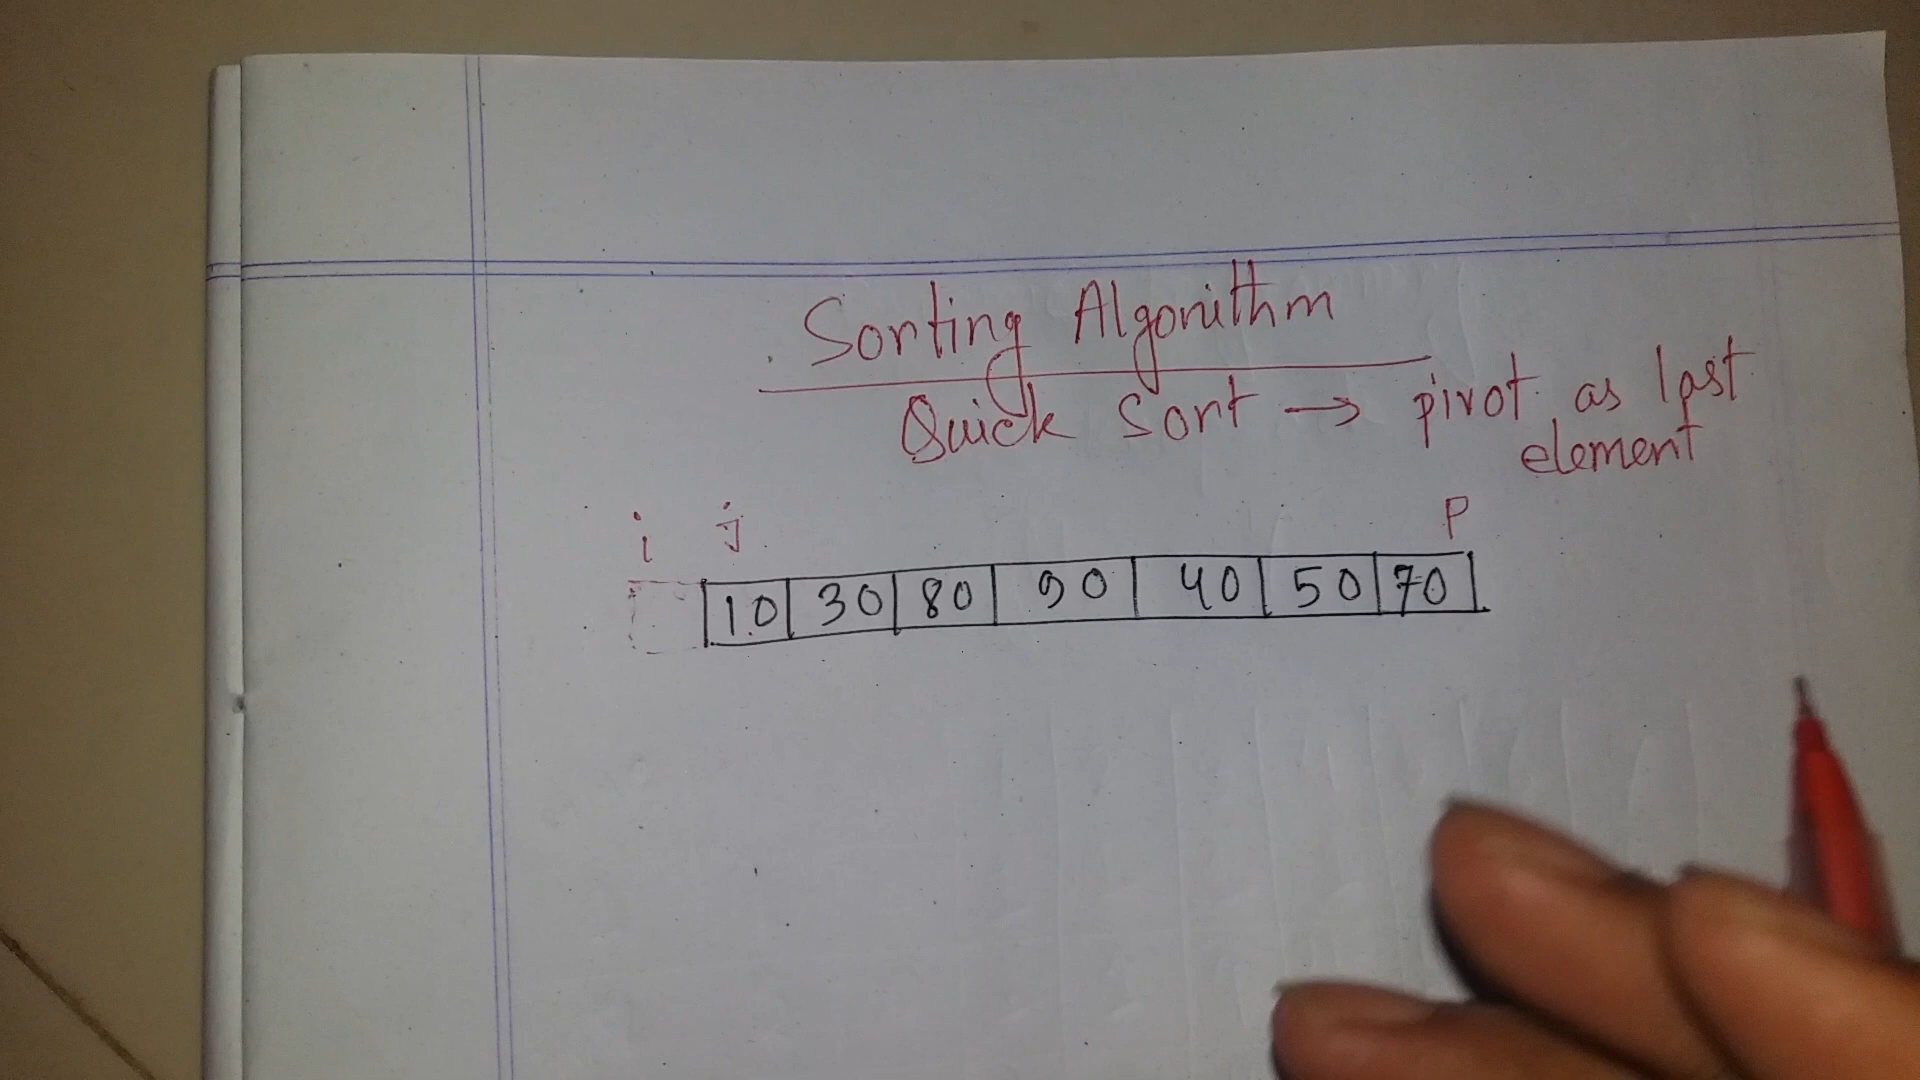 Sorting Algorithm
Quick Sort → pivot as last
element
i j P
10 30 80 90 40 50 70